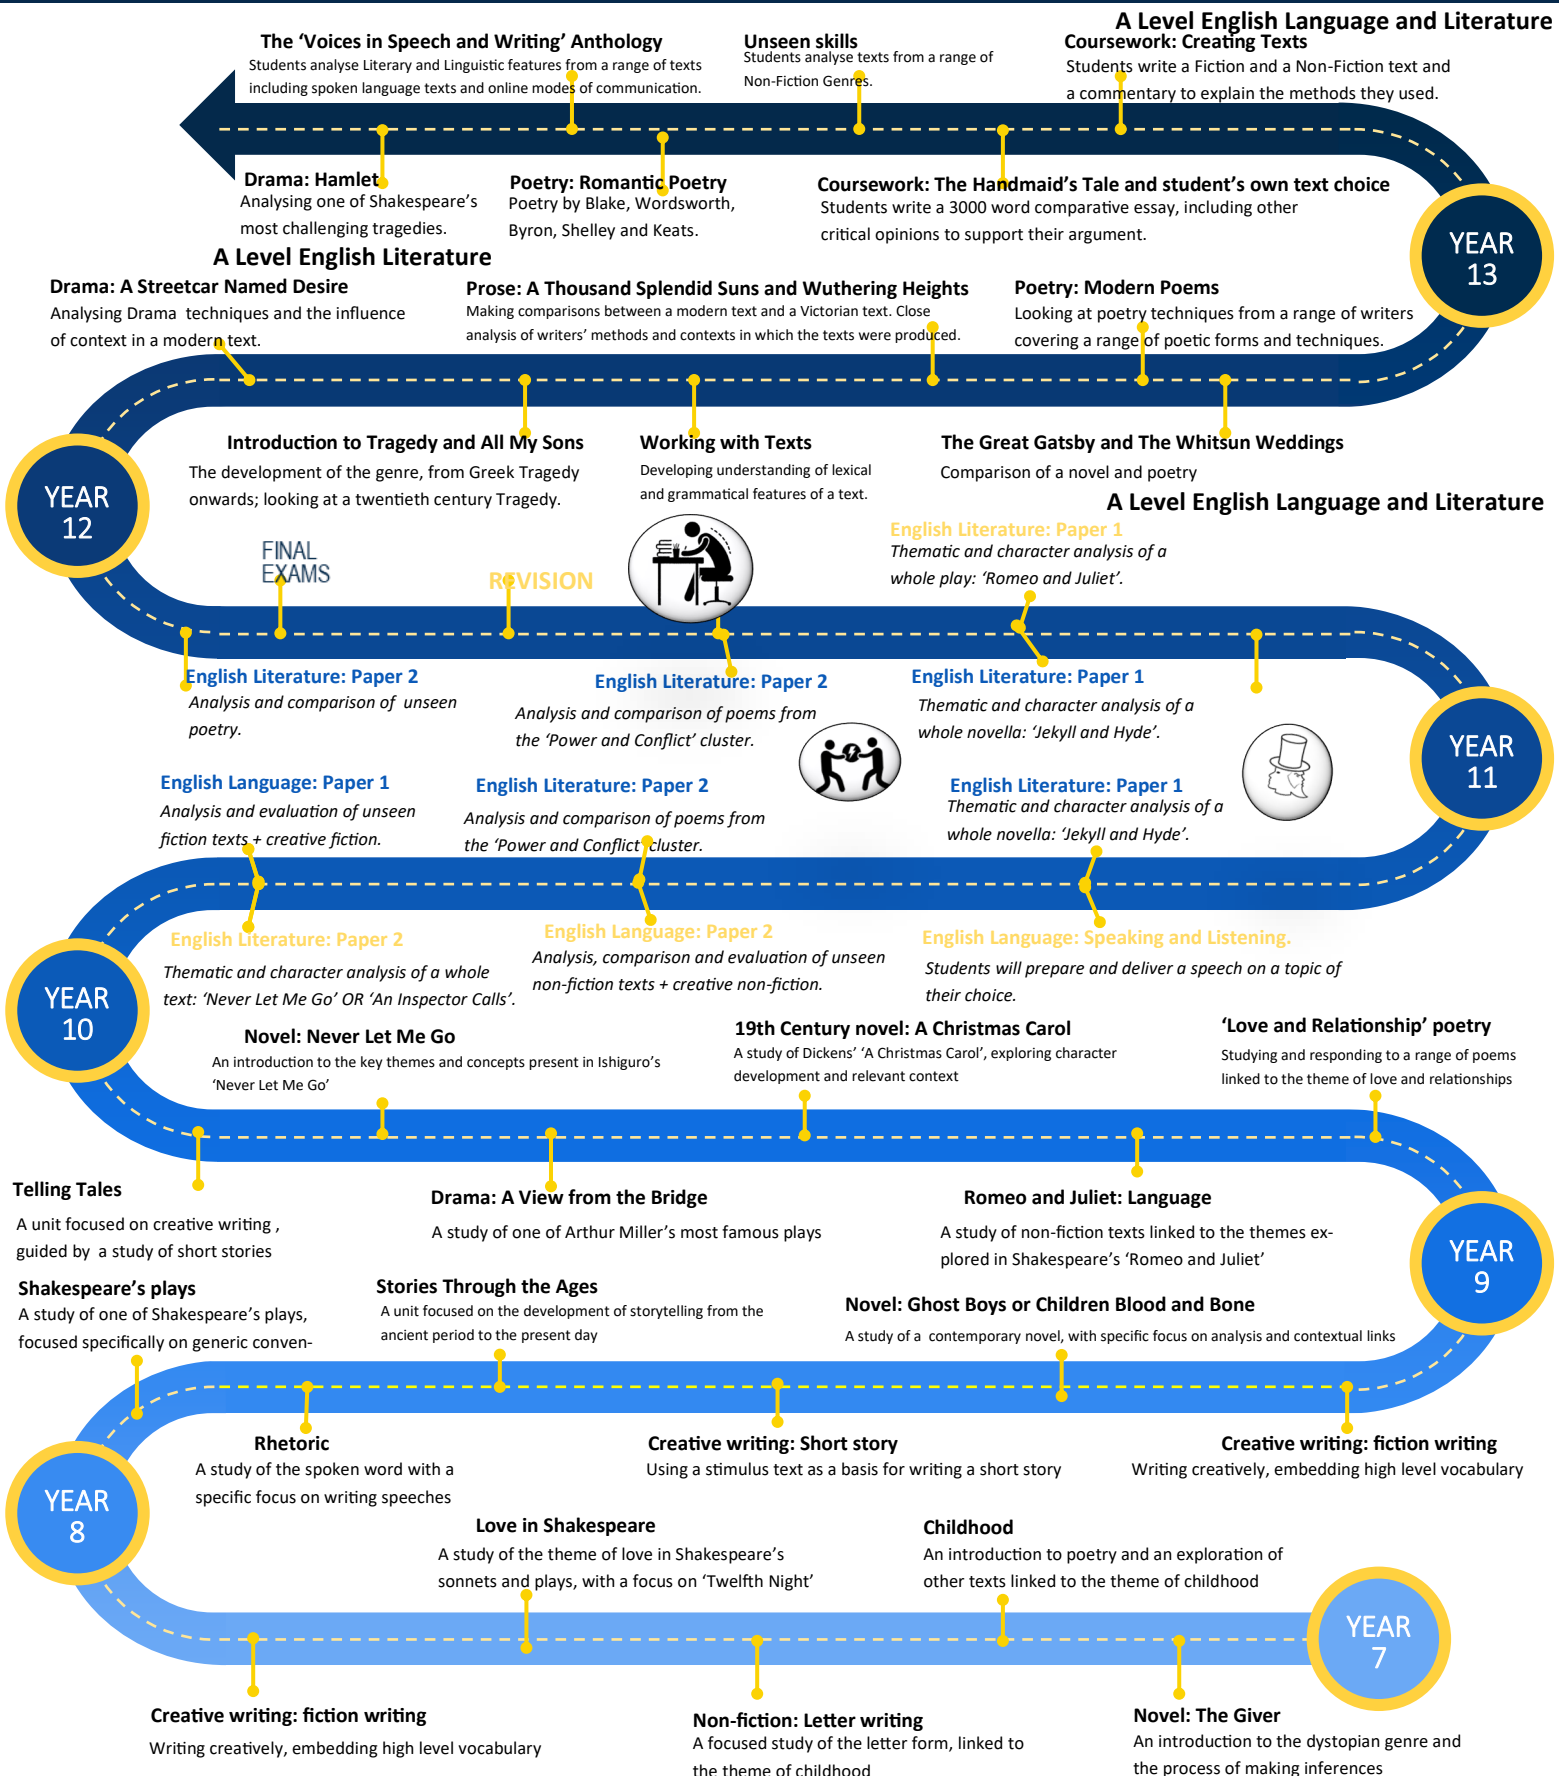 A Level English Language and Literature
The ‘Voices in Speech and Writing’ Anthology
Students analyse Literary and Linguistic features from a range of texts
including spoken language texts and online modes of communication.
Unseen skills
Students analyse texts from a range of
Non-Fiction Genres.
Coursework: Creating Texts
Students write a Fiction and a Non-Fiction text and
a commentary to explain the methods they used.
Drama: Hamlet
Analysing one of Shakespeare’s
most challenging tragedies.
Poetry: Romantic Poetry
Poetry by Blake, Wordsworth,
Byron, Shelley and Keats.
Coursework: The Handmaid’s Tale and student’s own text choice
Students write a 3000 word comparative essay, including other
critical opinions to support their argument.
YEAR
13
A Level English Literature
Drama: A Streetcar Named Desire
Analysing Drama techniques and the influence
of context in a modern text.
Prose: A Thousand Splendid Suns and Wuthering Heights
Making comparisons between a modern text and a Victorian text. Close
analysis of writers’ methods and contexts in which the texts were produced.
Poetry: Modern Poems
Looking at poetry techniques from a range of writers
covering a range of poetic forms and techniques.
Introduction to Tragedy and All My Sons
The development of the genre, from Greek Tragedy
onwards; looking at a twentieth century Tragedy.
Working with Texts
Developing understanding of lexical
and grammatical features of a text.
The Great Gatsby and The Whitsun Weddings
Comparison of a novel and poetry
A Level English Language and Literature
YEAR
12
FINAL
EXAMS
REVISION
English Literature: Paper 1
Thematic and character analysis of a
whole play: ‘Romeo and Juliet’.
English Literature: Paper 2
Analysis and comparison of unseen
poetry.
English Literature: Paper 2
Analysis and comparison of poems from
the ‘Power and Conflict’ cluster.
English Literature: Paper 1
Thematic and character analysis of a
whole novella: ‘Jekyll and Hyde’.
YEAR
11
English Language: Paper 1
Analysis and evaluation of unseen
fiction texts + creative fiction.
English Literature: Paper 2
Analysis and comparison of poems from
the ‘Power and Conflict’ cluster.
English Literature: Paper 1
Thematic and character analysis of a
whole novella: ‘Jekyll and Hyde’.
English Literature: Paper 2
Thematic and character analysis of a whole
text: ‘Never Let Me Go’ OR ‘An Inspector Calls’.
English Language: Paper 2
Analysis, comparison and evaluation of unseen
non-fiction texts + creative non-fiction.
English Language: Speaking and Listening.
Students will prepare and deliver a speech on a topic of
their choice.
YEAR
10
Novel: Never Let Me Go
An introduction to the key themes and concepts present in Ishiguro’s
‘Never Let Me Go’
19th Century novel: A Christmas Carol
A study of Dickens’ ‘A Christmas Carol’, exploring character
development and relevant context
‘Love and Relationship’ poetry
Studying and responding to a range of poems
linked to the theme of love and relationships
Telling Tales
A unit focused on creative writing ,
guided by a study of short stories
Drama: A View from the Bridge
A study of one of Arthur Miller’s most famous plays
Romeo and Juliet: Language
A study of non-fiction texts linked to the themes ex-
plored in Shakespeare’s ‘Romeo and Juliet’
YEAR
9
Shakespeare’s plays
A study of one of Shakespeare’s plays,
focused specifically on generic conven-
Stories Through the Ages
A unit focused on the development of storytelling from the
ancient period to the present day
Novel: Ghost Boys or Children Blood and Bone
A study of a contemporary novel, with specific focus on analysis and contextual links
Rhetoric
A study of the spoken word with a
specific focus on writing speeches
Creative writing: Short story
Using a stimulus text as a basis for writing a short story
Creative writing: fiction writing
Writing creatively, embedding high level vocabulary
YEAR
8
Love in Shakespeare
A study of the theme of love in Shakespeare’s
sonnets and plays, with a focus on ‘Twelfth Night’
Childhood
An introduction to poetry and an exploration of
other texts linked to the theme of childhood
YEAR
7
Creative writing: fiction writing
Writing creatively, embedding high level vocabulary
Non-fiction: Letter writing
A focused study of the letter form, linked to
the theme of childhood
Novel: The Giver
An introduction to the dystopian genre and
the process of making inferences